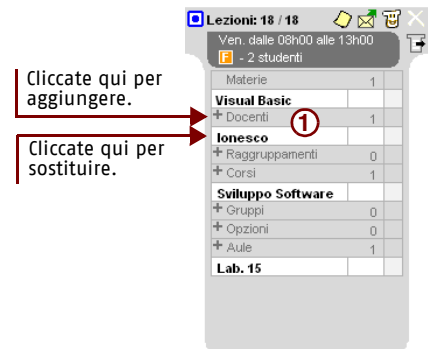 Lezioni: 18 / 18
Ven. dalle 08h00 alle 13h00
F - 2 studenti
Cliccate qui per
aggiungere.
Cliccate qui per
sostituire.
Materie 1
Visual Basic
+ Docenti 1
1
Ionesco
+ Raggruppamenti 0
+ Corsi 1
Sviluppo Software
+ Gruppi 0
+ Opzioni 0
+ Aule 1
Lab. 15